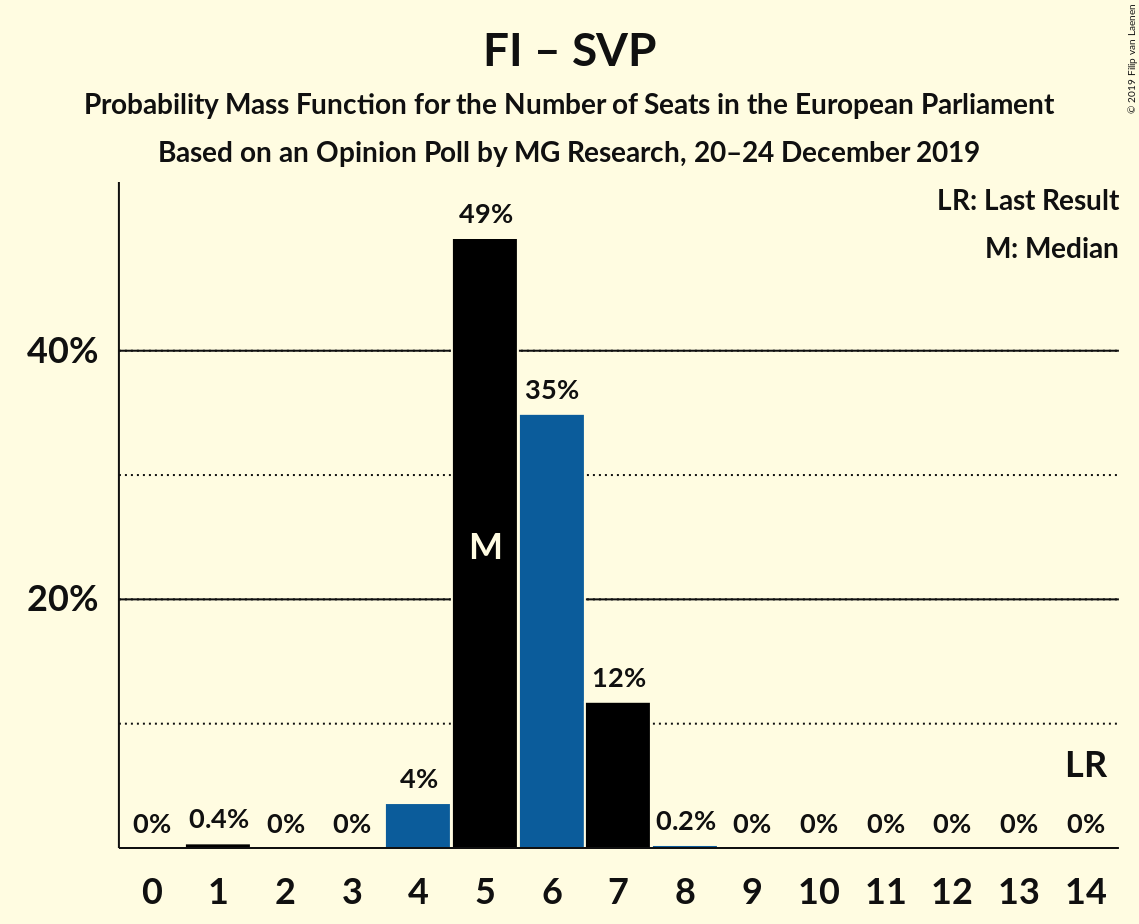 FI – SVP
Probability Mass Function for the Number of Seats in the European Parliament
Based on an Opinion Poll by MG Research, 20–24 December 2019
© 2019 Filip van Laenen
LR: Last Result
M: Median
49%
40%
35%
M
20%
12%
LR
4%
0% 0.4% 0% 0% 0.2% 0% 0% 0% 0% 0% 0%
0 1 2 3 4 5 6 7 8 9 10 11 12 13 14